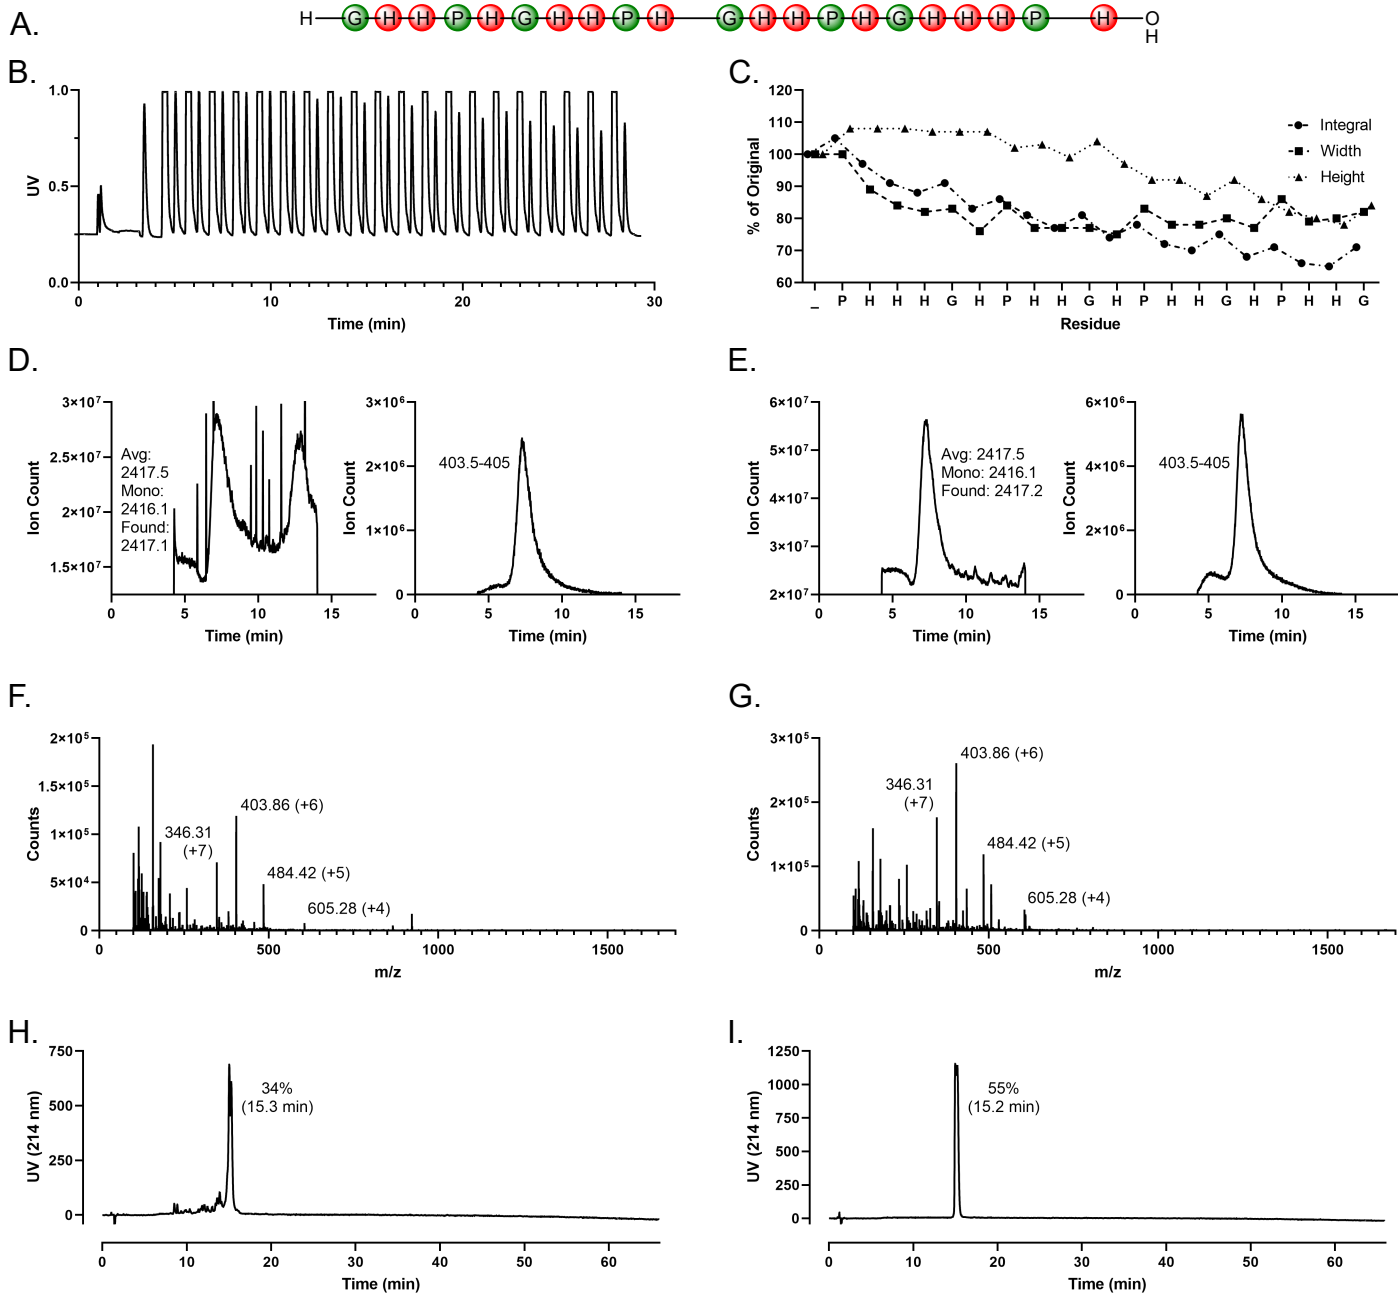 A.
H G H H P H G H H P H G H H P H G H H H P H O
H
B.
1.0
0.5
0.0
UV
0 10 20 30
Time (min)
C.
120
110
100
90
80
70
60
% of Original
Integral
Width
Height
_ P H H H G H P H H G H P H H G H P H H G
Residue
D.
3×10⁷
2.5×10⁷
2×10⁷
1.5×10⁷
Ion Count
Avg:
2417.5
Mono:
2416.1
Found:
2417.1
0 5 10 15
Time (min)
3×10⁶
2×10⁶
1×10⁶
0
Ion Count
403.5-405
0 5 10 15
Time (min)
E.
6×10⁷
5×10⁷
4×10⁷
3×10⁷
2×10⁷
Ion Count
Avg: 2417.5
Mono: 2416.1
Found: 2417.2
0 5 10 15
Time (min)
6×10⁶
4×10⁶
2×10⁶
0
Ion Count
403.5-405
0 5 10 15
Time (min)
F.
2×10⁵
1.5×10⁵
1×10⁵
5×10⁴
0
Counts
403.86 (+6)
346.31
(+7)
484.42 (+5)
605.28 (+4)
0 500 1000 1500
m/z
G.
3×10⁵
2×10⁵
1×10⁵
0
Counts
403.86 (+6)
346.31
(+7)
484.42 (+5)
605.28 (+4)
0 500 1000 1500
m/z
H.
750
500
250
0
UV (214 nm)
34%
(15.3 min)
0 10 20 30 40 50 60
Time (min)
I.
1250
1000
750
500
250
0
UV (214 nm)
55%
(15.2 min)
0 10 20 30 40 50 60
Time (min)